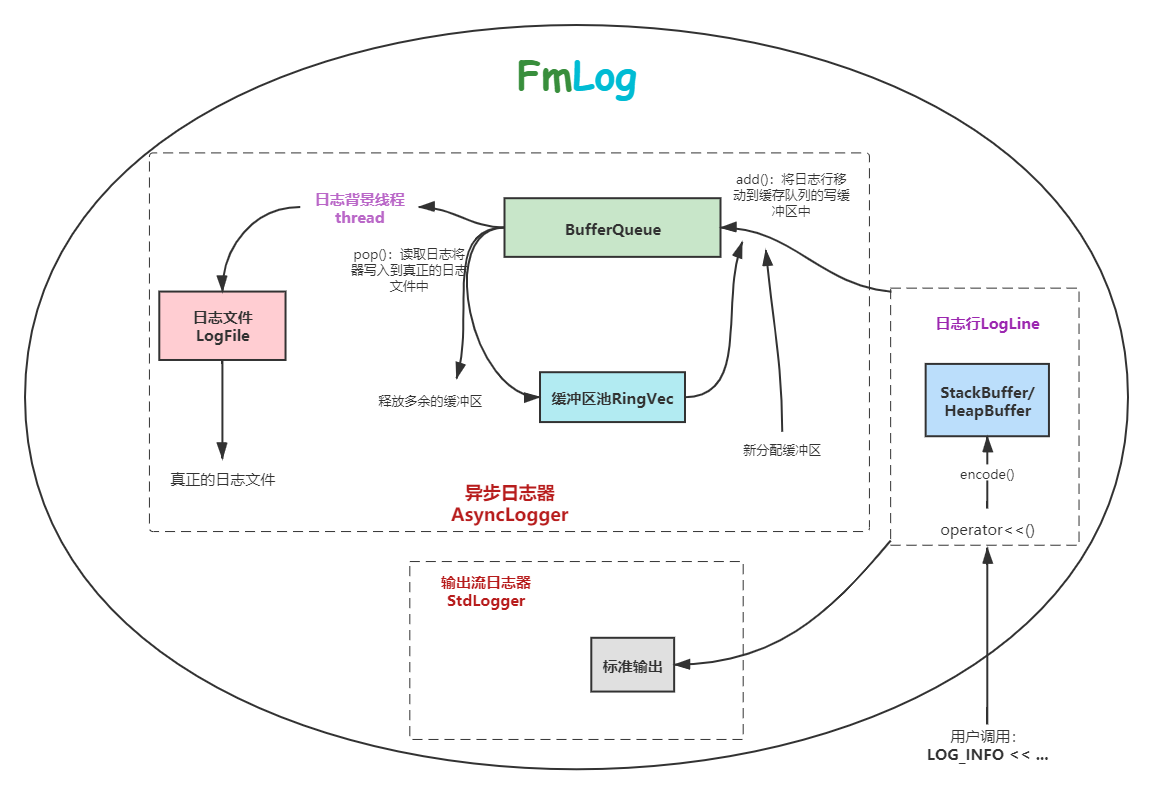 FmLog
add()：将日志行移
动到缓存队列的写缓
冲区中
日志背景线程
thread
BufferQueue
pop()：读取日志将
器写入到真正的日志
文件中
日志文件
LogFile
日志行LogLine
缓冲区池RingVec
StackBuffer/
HeapBuffer
释放多余的缓冲区
新分配缓冲区
encode()
真正的日志文件
异步日志器
AsyncLogger
operator<<()
输出流日志器
StdLogger
标准输出
用户调用：
LOG_INFO << ...